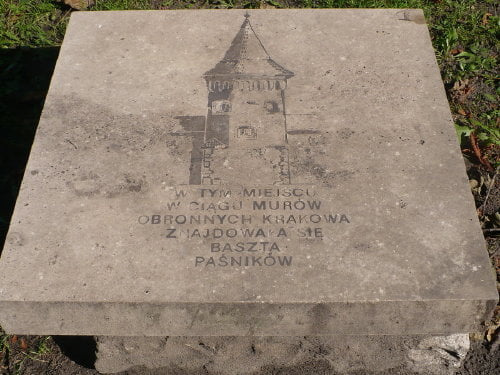 W TYM MIEJSCU
W CIĄGU MURÓW
OBRONNYCH KRAKOWA
ZNAJDOWAŁA SIĘ
BASZTA
PAŚNIKÓW